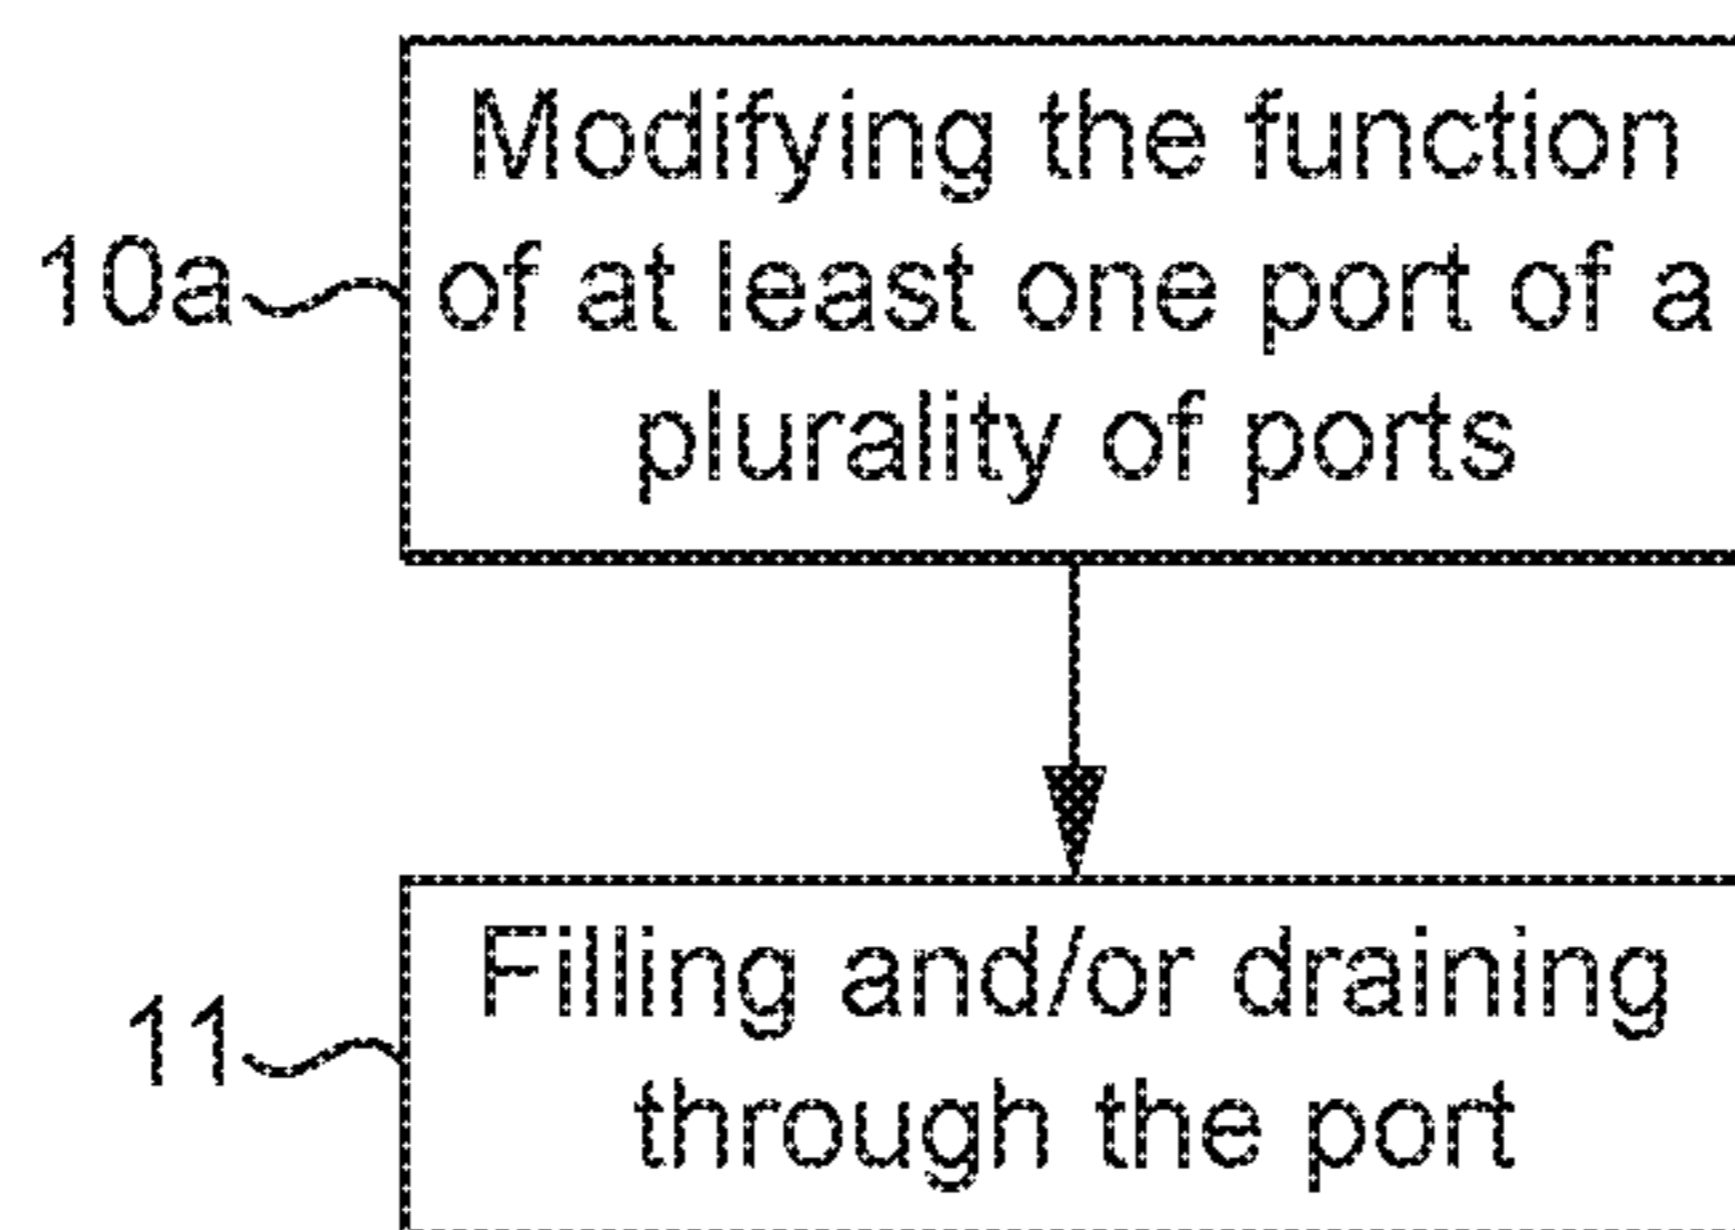 Modifying the function
10a of at least one port of a
plurality of ports
Filling and/or draining
11
through the port